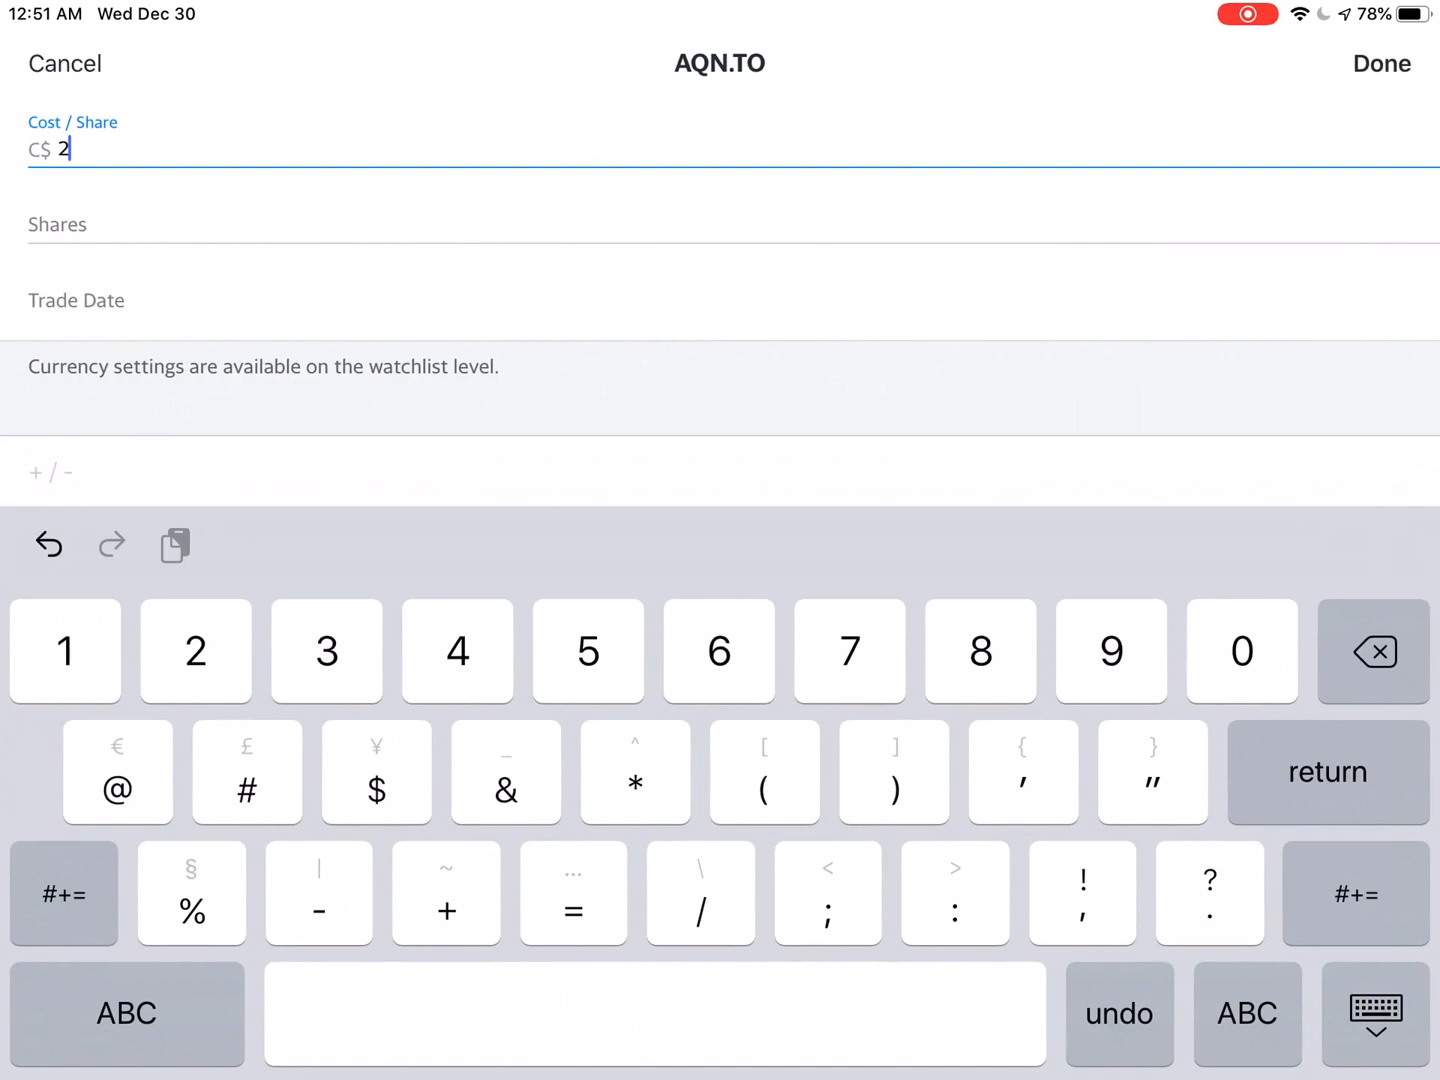 12:51 AM Wed Dec 30 78%
Cancel AQN.TO Done
Cost / Share
C$ 2
Shares
Trade Date
Currency settings are available on the watchlist level.
+ / -
1 2 3 4 5 6 7 8 9 0
€ £ ¥ _ ^ [ ] { }
@ # $ & * ( ) ' " return
§ | ~ ... \ < > ! ?
#+= % - + = / ; : , . #+=
ABC undo ABC